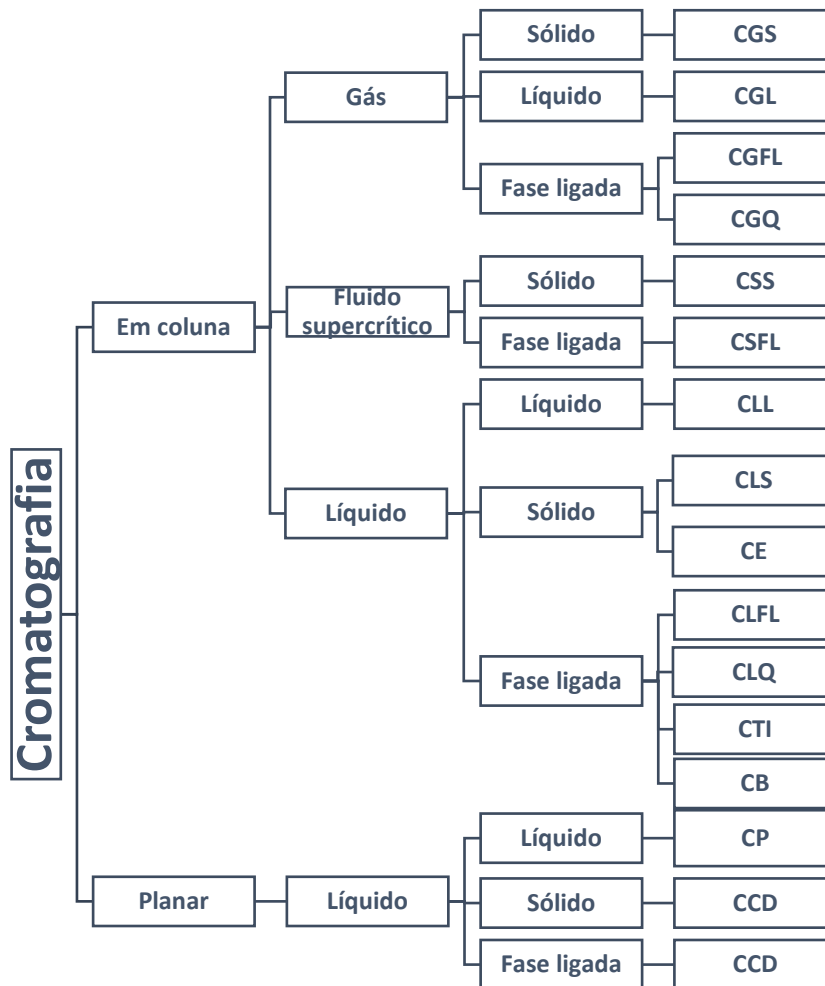 Cromatografia
Em coluna
Gás
Sólido
CGS
Líquido
CGL
Fase ligada
CGFL
CGQ
Fluido
supercrítico
Sólido
CSS
Fase ligada
CSFL
Líquido
Líquido
CLL
Sólido
CLS
CE
Fase ligada
CLFL
CLQ
CTI
CB
Planar
Líquido
Líquido
CP
Sólido
CCD
Fase ligada
CCD